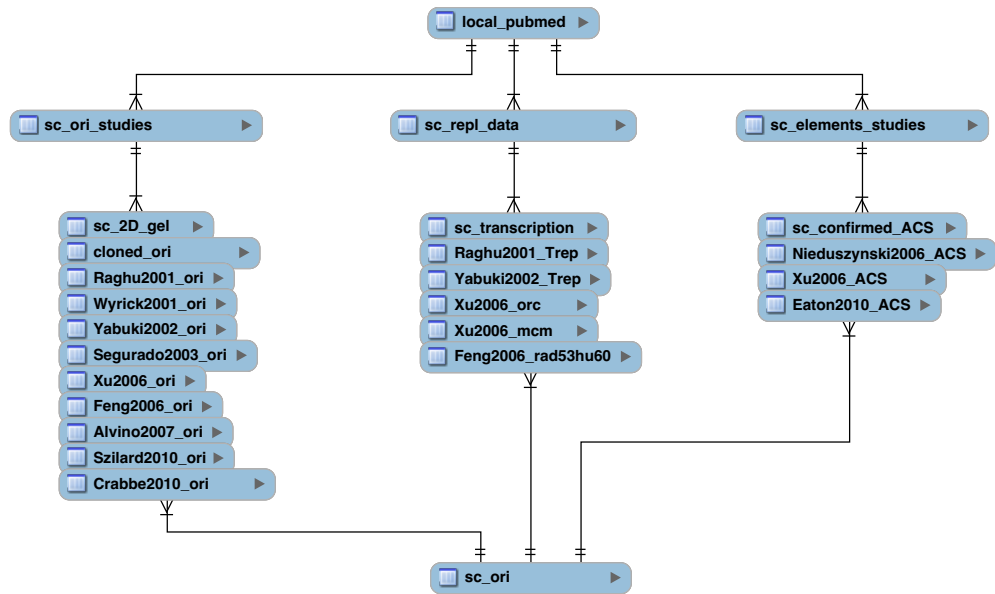 local_pubmed
sc_ori_studies
sc_repl_data
sc_elements_studies
sc_2D_gel
cloned_ori
Raghu2001_ori
Wyrick2001_ori
Yabuki2002_ori
Segurado2003_ori
Xu2006_ori
Feng2006_ori
Alvino2007_ori
Szilard2010_ori
Crabbe2010_ori
sc_transcription
Raghu2001_Trep
Yabuki2002_Trep
Xu2006_orc
Xu2006_mcm
Feng2006_rad53hu60
sc_confirmed_ACS
Nieduszynski2006_ACS
Xu2006_ACS
Eaton2010_ACS
sc_ori